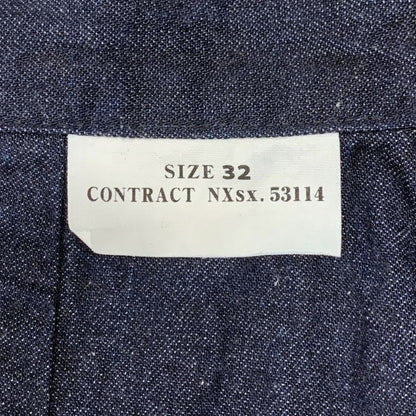 SIZE 32
CONTRACT NXsx. 53114